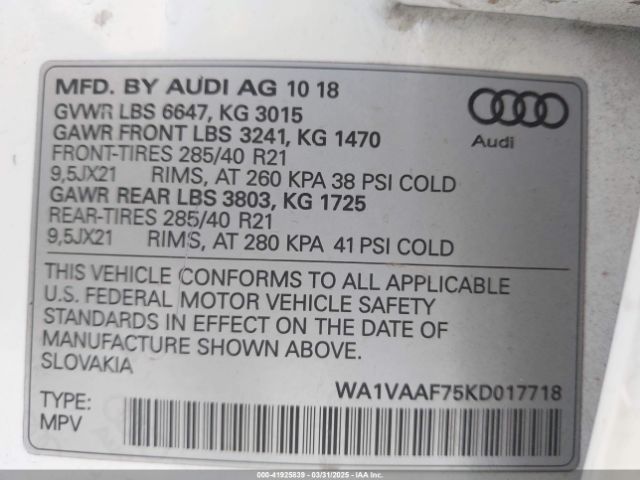 MFD. BY AUDI AG 10 18
GVWR LBS 6647, KG 3015
GAWR FRONT LBS 3241, KG 1470
FRONT-TIRES 285/40 R21
9,5JX21 RIMS, AT 260 KPA 38 PSI COLD
GAWR REAR LBS 3803, KG 1725
REAR-TIRES 285/40 R21
9,5JX21 RIMS, AT 280 KPA 41 PSI COLD
Audi
THIS VEHICLE CONFORMS TO ALL APPLICABLE
U.S. FEDERAL MOTOR VEHICLE SAFETY
STANDARDS IN EFFECT ON THE DATE OF
MANUFACTURE SHOWN ABOVE.
SLOVAKIA
WA1VAAF75KD017718
TYPE:
MPV
000-41925839 - 03/31/2025 - IAAI.COM